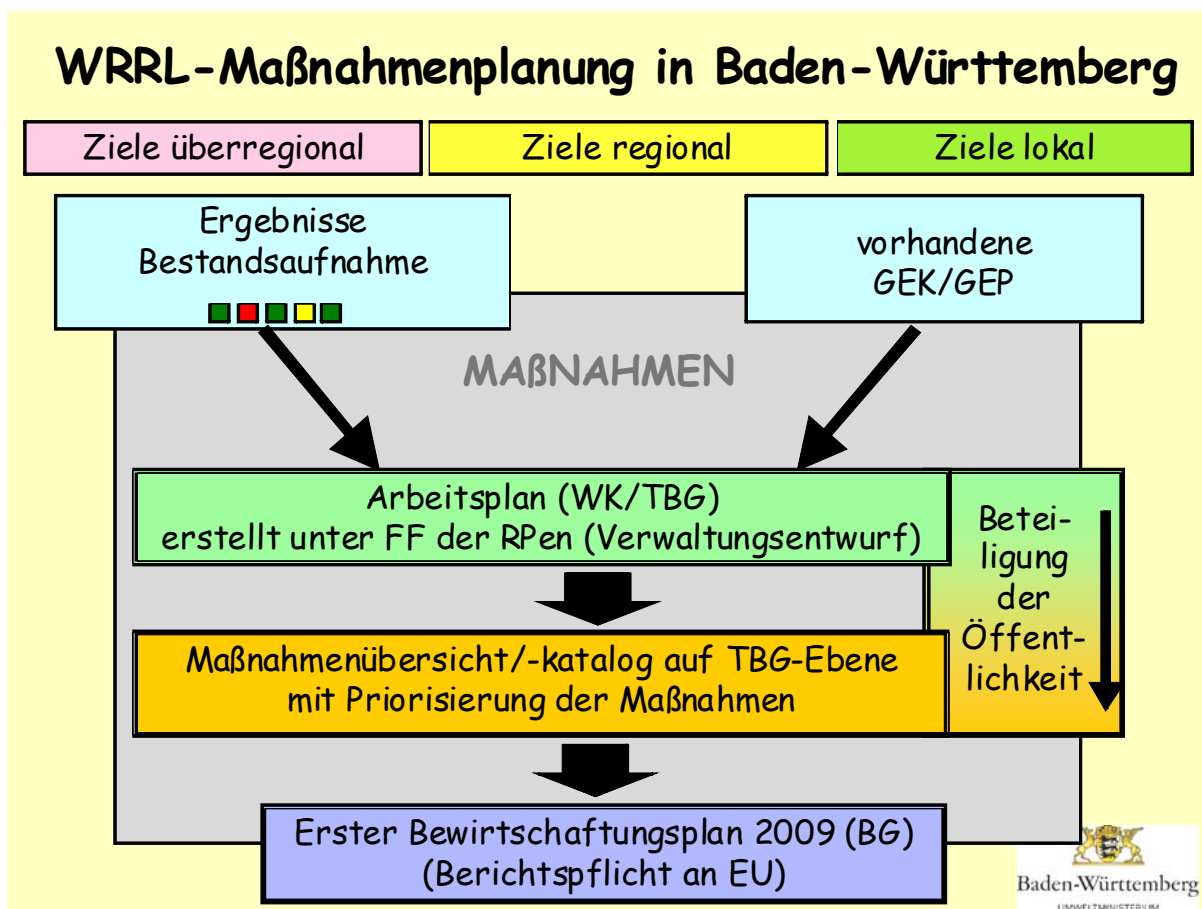 WRRL-Maßnahmenplanung in Baden-Württemberg
Ziele überregional
Ziele regional
Ziele lokal
Ergebnisse
Bestandsaufnahme
vorhandene
GEK/GEP
MAßNAHMEN
Arbeitsplan (WK/TBG)
erstellt unter FF der RPen (Verwaltungsentwurf)
Betei-
ligung
der
Öffent-
lichkeit
Maßnahmenübersicht/-katalog auf TBG-Ebene
mit Priorisierung der Maßnahmen
Erster Bewirtschaftungsplan 2009 (BG)
(Berichtspflicht an EU)
Baden-Württemberg
UMWELTMINISTERIUM